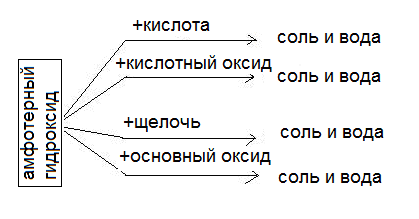 амфотерный
гидроксид
+кислота
соль и вода
+кислотный оксид
соль и вода
+щелочь
соль и вода
+основный оксид
соль и вода